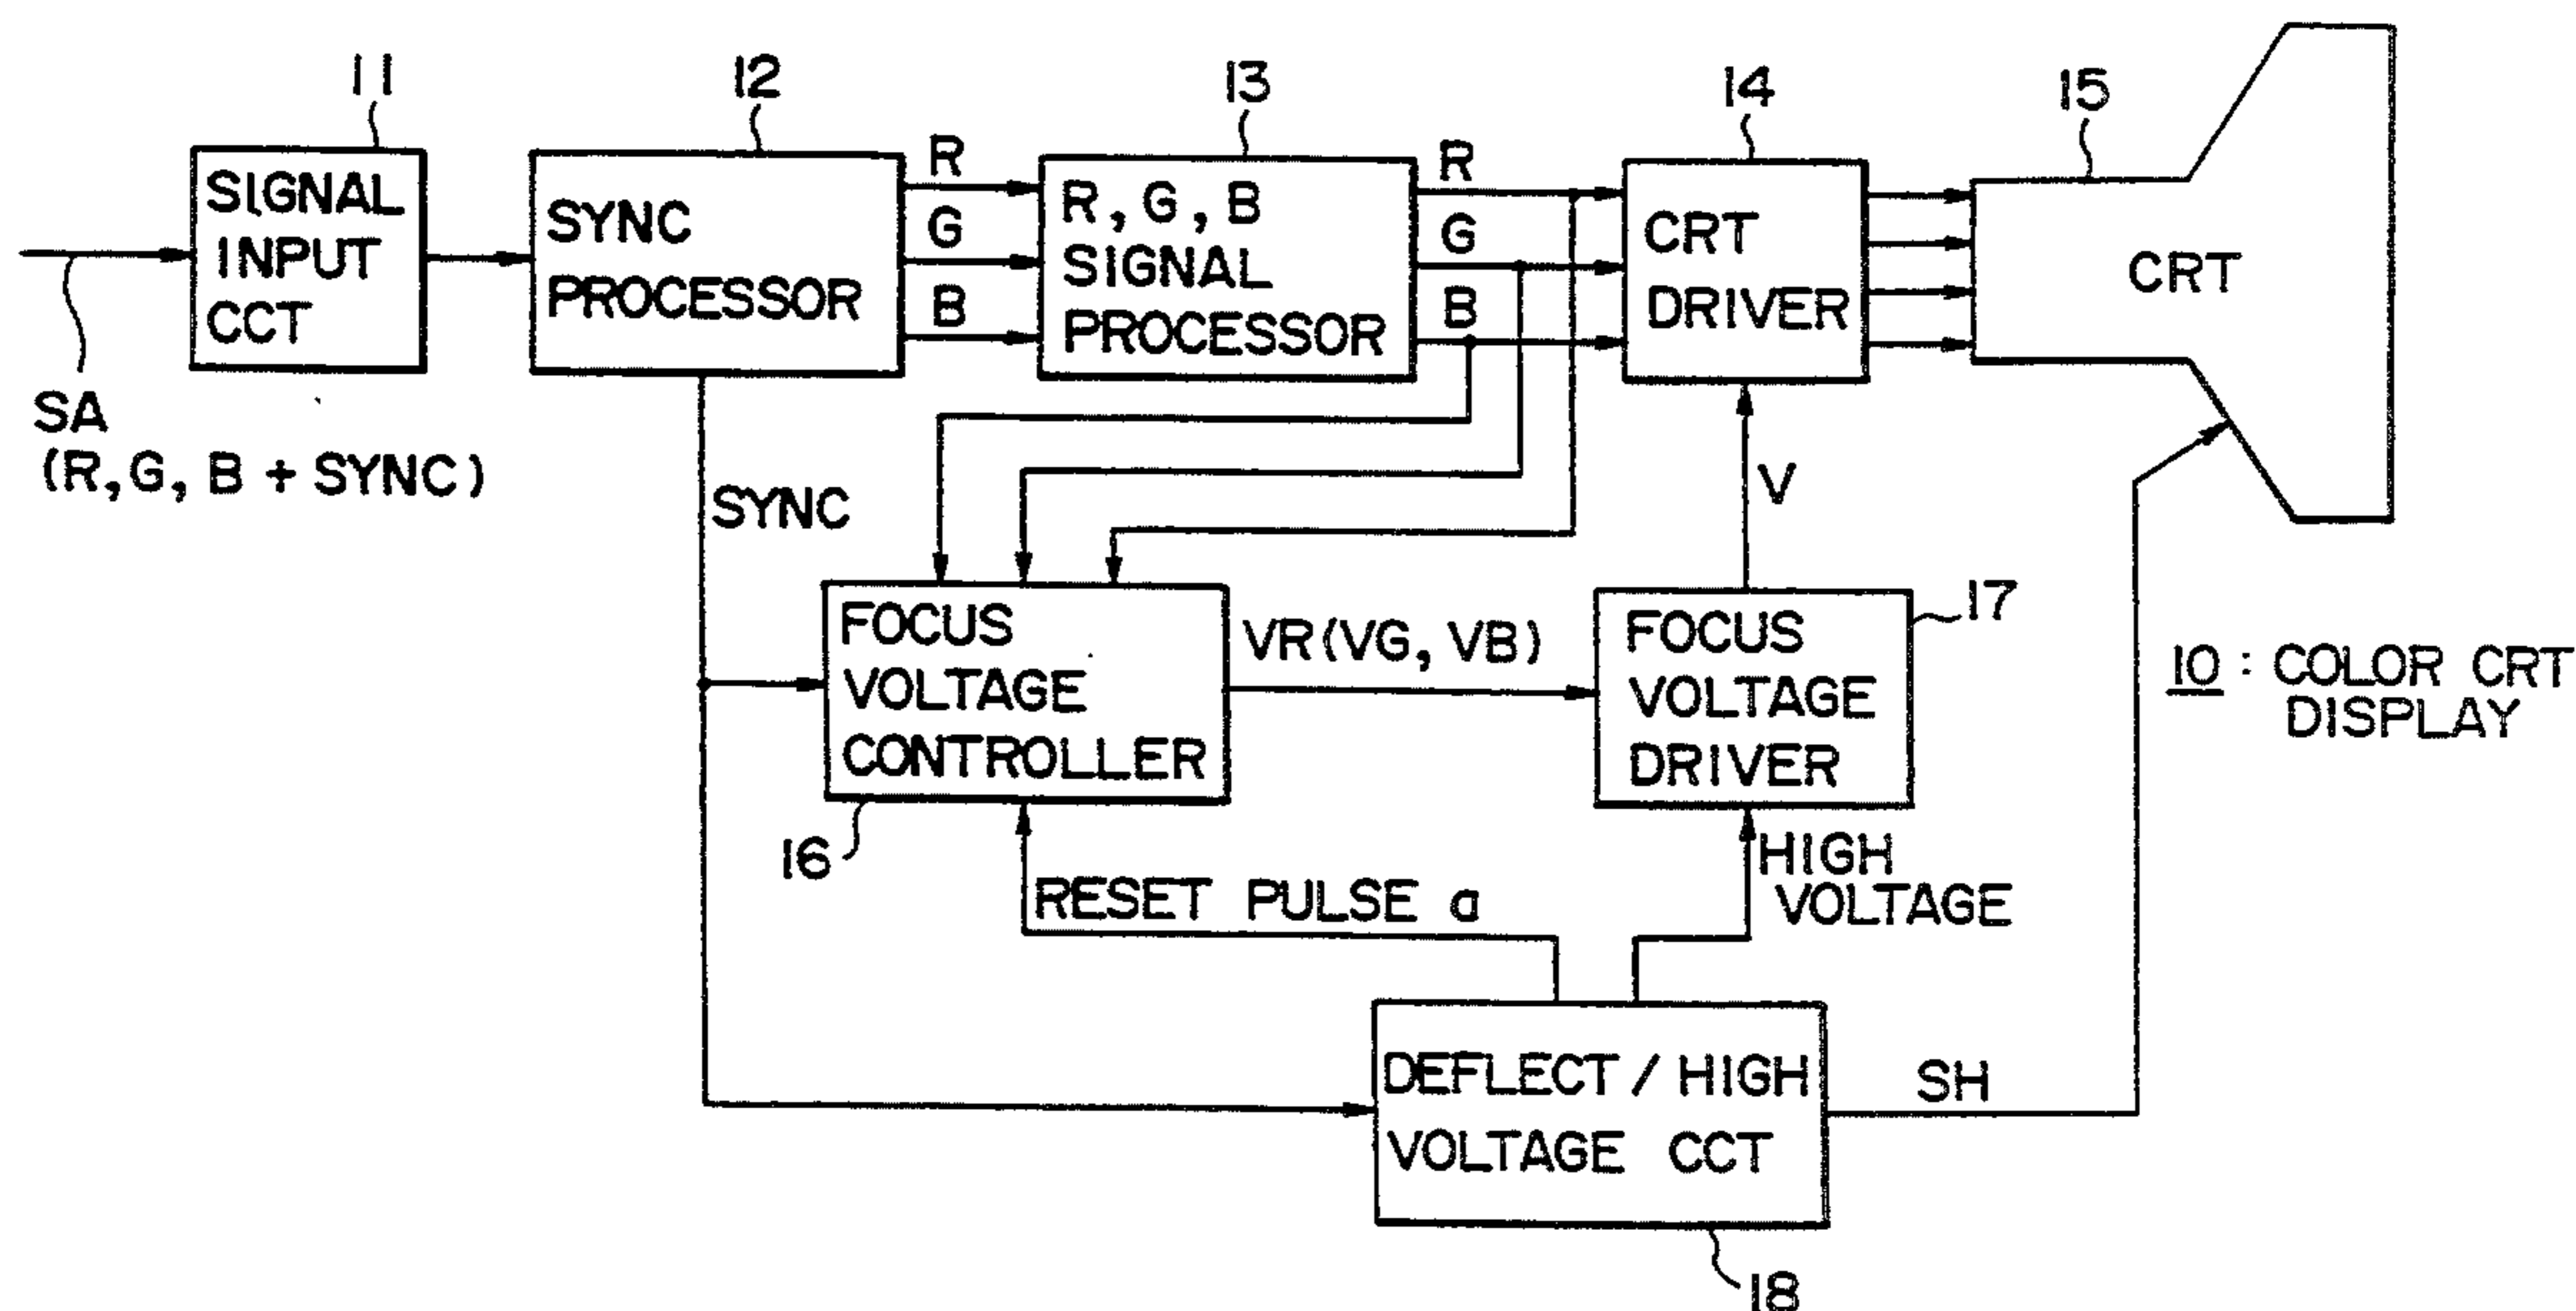 11
12
13
14
15
SIGNAL
INPUT
CCT
SYNC
PROCESSOR
R
G
B
R, G, B
SIGNAL
PROCESSOR
R
G
B
CRT
DRIVER
CRT
SA
(R, G, B + SYNC)
SYNC
V
FOCUS
VOLTAGE
CONTROLLER
16
VR(VG, VB)
FOCUS
VOLTAGE
DRIVER
17
10 : COLOR CRT
DISPLAY
RESET PULSE a
HIGH
VOLTAGE
DEFLECT / HIGH
VOLTAGE CCT
SH
18